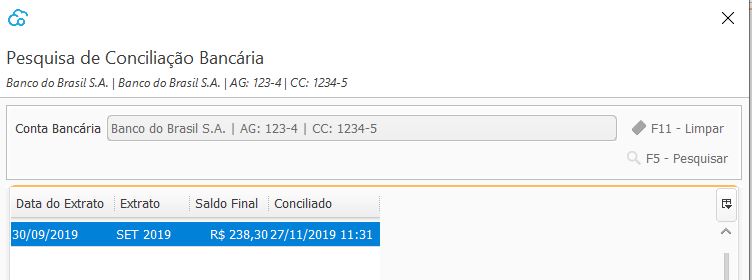 Pesquisa de Conciliação Bancária
Banco do Brasil S.A. | Banco do Brasil S.A. | AG: 123-4 | CC: 1234-5
Conta Bancária Banco do Brasil S.A. | AG: 123-4 | CC: 1234-5 F11 - Limpar
F5 - Pesquisar
Data do Extrato Extrato Saldo Final Conciliado
30/09/2019 SET 2019 R$ 238,30 27/11/2019 11:31